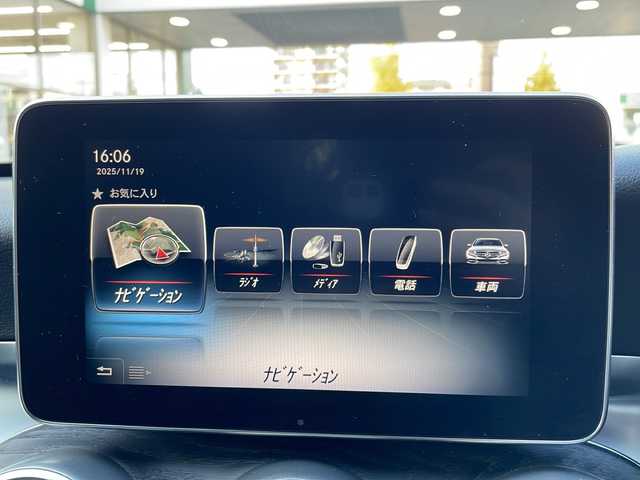 16:06
2025/11/19
★ お気に入り
ナビゲーション
ラジオ
メディア
電話
車両
ナビゲーション